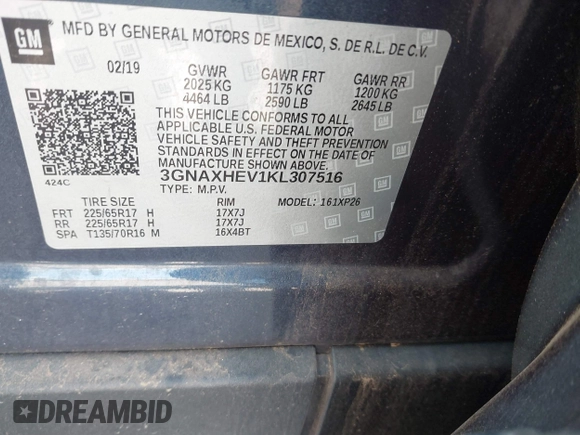 GM
MFD BY GENERAL MOTORS DE MEXICO, S. DE R.L. DE C.V.
02/19 GVWR GAWR FRT GAWR RR
2025 KG 1175 KG 1200 KG
4464 LB 2590 LB 2645 LB
THIS VEHICLE CONFORMS TO ALL
APPLICABLE U.S. FEDERAL MOTOR
VEHICLE SAFETY AND THEFT PREVENTION
STANDARDS IN EFFECT ON THE DATE OF
MANUFACTURE SHOWN ABOVE.
424C 3GNAXHEV1KL307516
TYPE: M.P.V.
TIRE SIZE RIM MODEL: 161XP26
FRT 225/65R17 H 17X7J
RR 225/65R17 H 17X7J
SPA T135/70R16 M 16X4BT
DREAMBID